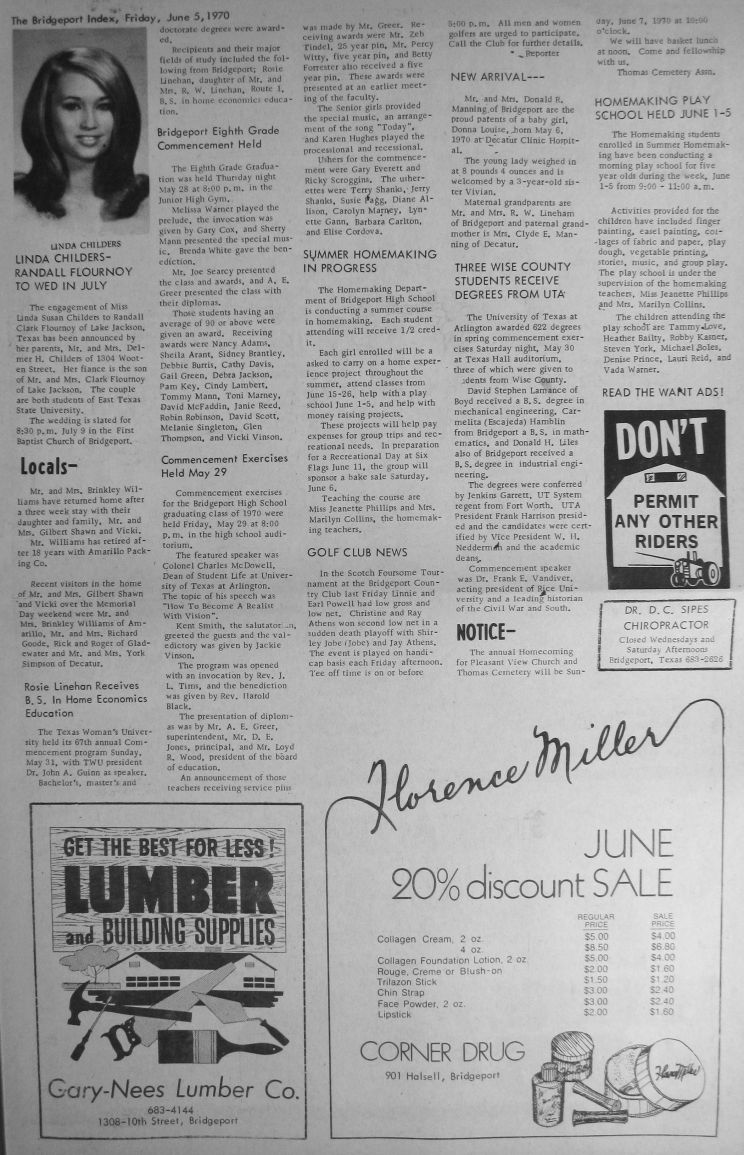 The Bridgeport Index, Friday, June 5, 1970
LINDA CHILDERS
LINDA CHILDERS-
RANDALL FLOURNOY
TO WED IN JULY
The engagement of Miss
Linda Susan Childers to Randall
Clark Flournoy of Lake Jackson,
Texas has been announced by
her parents, Mr. and Mrs. Del-
mer H. Childers of 1304 Woot-
en Street. Her fiance is the son
of Mr. and Mrs. Clark Flournoy
of Lake Jackson. The couple
are both students of East Texas
State University.
The wedding is slated for
8:30 p.m. July 9 in the First
Baptist Church of Bridgeport.
Locals-
Mr. and Mrs. Brinkley Wil-
liams have returned home after
a three week stay with their
daughter and family, Mr. and
Mrs. Gilbert Shawn and Vicki.
Mr. Williams has retired af-
ter 18 years with Amarillo Pack-
ing Co.
Recent visitors in the home
of Mr. and Mrs. Gilbert Shawn
and Vicki over the Memorial
Day weekend were Mr. and
Mrs. Brinkley Williams of Am-
arillo, Mr. and Mrs. Richard
Goode, Rick and Roger of Glad-
ewater and Mr. and Mrs. York
Simpson of Decatur.
Rosie Linehan Receives
B.S. In Home Economics
Education
The Texas Woman's Univer-
sity held its 67th annual Com-
mencement program Sunday,
May 31, with TWU president
Dr. John A. Guinn as speaker.
Bachelor's, master's and
doctorate degrees were award-
ed.
Recipients and their major
fields of study included the fol-
lowing from Bridgeport; Rosie
Linehan, daughter of Mr. and
Mrs. R. W. Linehan, Route 1,
B.S. in home economics educa-
tion.
Bridgeport Eighth Grade
Commencement Held
The Eighth Grade Gradua-
tion was held Thursday night
May 28 at 8:00 p.m. in the
Junior High Gym.
Melissa Warner played the
prelude, the invocation was
given by Gary Cox, and Sherry
Mann presented the special mus-
ic. Brenda White gave the ben-
ediction.
Mr. Joe Searcy presented
the class and awards, and A. E.
Greer presented the class with
their diplomas.
Those students having an
average of 90 or above were
given an award. Receiving
awards were Nancy Adams,
Sheila Arant, Sidney Brantley,
Debbie Burtis, Cathy Davis,
Gail Green, Debra Jackson,
Pam Key, Cindy Lambert,
Tommy Mann, Toni Marney,
David McFaddin, Janie Reed,
Robin Robinson, David Scott,
Melanie Singleton, Glen
Thompson, and Vicki Vinson.
Commencement Exercises
Held May 29
Commencement exercises
for the Bridgeport High School
graduating class of 1970 were
held Friday, May 29 at 8:00
p.m. in the high school audi-
torium.
The featured speaker was
Colonel Charles McDowell,
Dean of Student Life at Univer-
sity of Texas at Arlington.
The topic of his speech was
"How To Become A Realist
With Vision".
Kent Smith, the salutatorian,
greeted the guests and the val-
edictory was given by Jackie
Vinson.
The program was opened
with an invocation by Rev. J.
L. Tims, and the benediction
was given by Rev. Harold
Black.
The presentation of diplom-
as was by Mr. A. E. Greer,
superintendent, Mr. D. E.
Jones, principal, and Mr. Loyd
R. Wood, president of the board
of education.
An announcement of those
teachers receiving service pins
was made by Mr. Greer. Re-
ceiving awards were Mr. Zeb
Tindel, 25 year pin, Mr. Percy
Witty, five year pin, and Betty
Forrester also received a five
year pin. These awards were
presented at an earlier meet-
ing of the faculty.
The Senior girls provided
the special music, an arrange-
ment of the song "Today",
and Karen Hughes played the
processional and recessional.
Ushers for the commence-
ment were Gary Everett and
Ricky Scroggins. The usher-
ettes were Terry Shanks, Jerry
Shanks, Susie Fagg, Diane Al-
lison, Carolyn Marney, Lyn-
ette Gann, Barbara Carlton,
and Elise Cordova.
SUMMER HOMEMAKING
IN PROGRESS
The Homemaking Depart-
ment of Bridgeport High School
is conducting a summer course
in homemaking. Each student
attending will receive 1/2 cred-
it.
Each girl enrolled will be
asked to carry on a home exper-
ience project throughout the
summer, attend classes from
June 15-26, help with a play
school June 1-5, and help with
money raising projects.
These projects will help pay
expenses for group trips and rec-
reational needs. In preparation
for a Recreational Day at Six
Flags June 11, the group will
sponsor a bake sale Saturday,
June 6.
Teaching the course are
Miss Jeanette Phillips and Mrs.
Marilyn Collins, the homemak-
ing teachers.
GOLF CLUB NEWS
In the Scotch Foursome Tour-
nament at the Bridgeport Coun-
try Club last Friday Linnie and
Earl Powell had low gross and
low net. Christine and Ray
Athens won second low net in a
sudden death playoff with Shir-
ley Jobe (Jobe) and Jay Athens.
The event is played on handi-
cap basis each Friday afternoon.
Tee off time is on or before
5:00 p.m. All men and women
golfers are urged to participate.
Call the Club for further details.
Reporter
NEW ARRIVAL---
Mr. and Mrs. Donald R.
Manning of Bridgeport are the
proud parents of a baby girl,
Donna Louise, born May 6,
1970 at Decatur Clinic Hospit-
al.
The young lady weighed in
at 8 pounds 4 ounces and is
welcomed by a 3-year-old sis-
ter Vivian.
Maternal grandparents are
Mr. and Mrs. R. W. Lineham
of Bridgeport and paternal grand-
mother is Mrs. Clyde E. Man-
ning of Decatur.
THREE WISE COUNTY
STUDENTS RECEIVE
DEGREES FROM UTA
The University of Texas at
Arlington awarded 622 degrees
in spring commencement exer-
cises Saturday night, May 30
at Texas Hall auditorium,
three of which were given to
students from Wise County.
David Stephen Lamance of
Boyd received a B.S. degree in
mechanical engineering, Car-
melita (Escajeda) Hamblin
from Bridgeport a B.S. in math-
ematics, and Donald H. Liles
also of Bridgeport received a
B.S. degree in industrial engi-
neering.
The degrees were conferred
by Jenkins Garrett, UT System
regent from Fort Worth. UTA
President Frank Harrison presid-
ed and the candidates were cert-
ified by Vice President W. H.
Nedderman and the academic
deans.
Commencement speaker
was Dr. Frank E. Vandiver,
acting president of Rice Uni-
versity and a leading historian
of the Civil War and South.
NOTICE-
The annual Homecoming
for Pleasant View Church and
Thomas Cemetery will be Sun-
day, June 7, 1970 at 10:00
o'clock.
We will have basket lunch
at noon. Come and fellowship
with us.
Thomas Cemetery Assn.
HOMEMAKING PLAY
SCHOOL HELD JUNE 1-5
The Homemaking students
enrolled in Summer Homemak-
ing have been conducting a
morning play school for five
year olds during the week, June
1-5 from 9:00 - 11:00 a.m.
Activities provided for the
children have included finger
painting, easel painting, col-
lages of fabric and paper, play
dough, vegetable printing,
stories, music, and group play.
The play school is under the
supervision of the homemaking
teachers, Miss Jeanette Phillips
and Mrs. Marilyn Collins.
The children attending the
play school are Tammy Love,
Heather Bailty, Bobby Kasner,
Steven York, Michael Boles,
Denise Prince, Lauri Reid, and
Vada Warner.
READ THE WANT ADS!
DON'T
PERMIT
ANY OTHER
RIDERS
DR. D.C. SIPES
CHIROPRACTOR
Closed Wednesdays and
Saturday Afternoons
Bridgeport, Texas 683-2626
GET THE BEST FOR LESS!
LUMBER
and BUILDING SUPPLIES
Gary-Nees Lumber Co.
683-4144
1308-10th Street, Bridgeport
Florence Miller
JUNE
20% discount SALE
REGULAR PRICE SALE PRICE
Collagen Cream, 2 oz. $5.00 $4.00
4 oz. $8.50 $6.80
Collagen Foundation Lotion, 2 oz. $5.00 $4.00
Rouge, Creme or Blush-on $2.00 $1.60
Trilazon Stick $1.50 $1.20
Chin Strap $3.00 $2.40
Face Powder, 2 oz. $3.00 $2.40
Lipstick $2.00 $1.60
CORNER DRUG
901 Halsell, Bridgeport